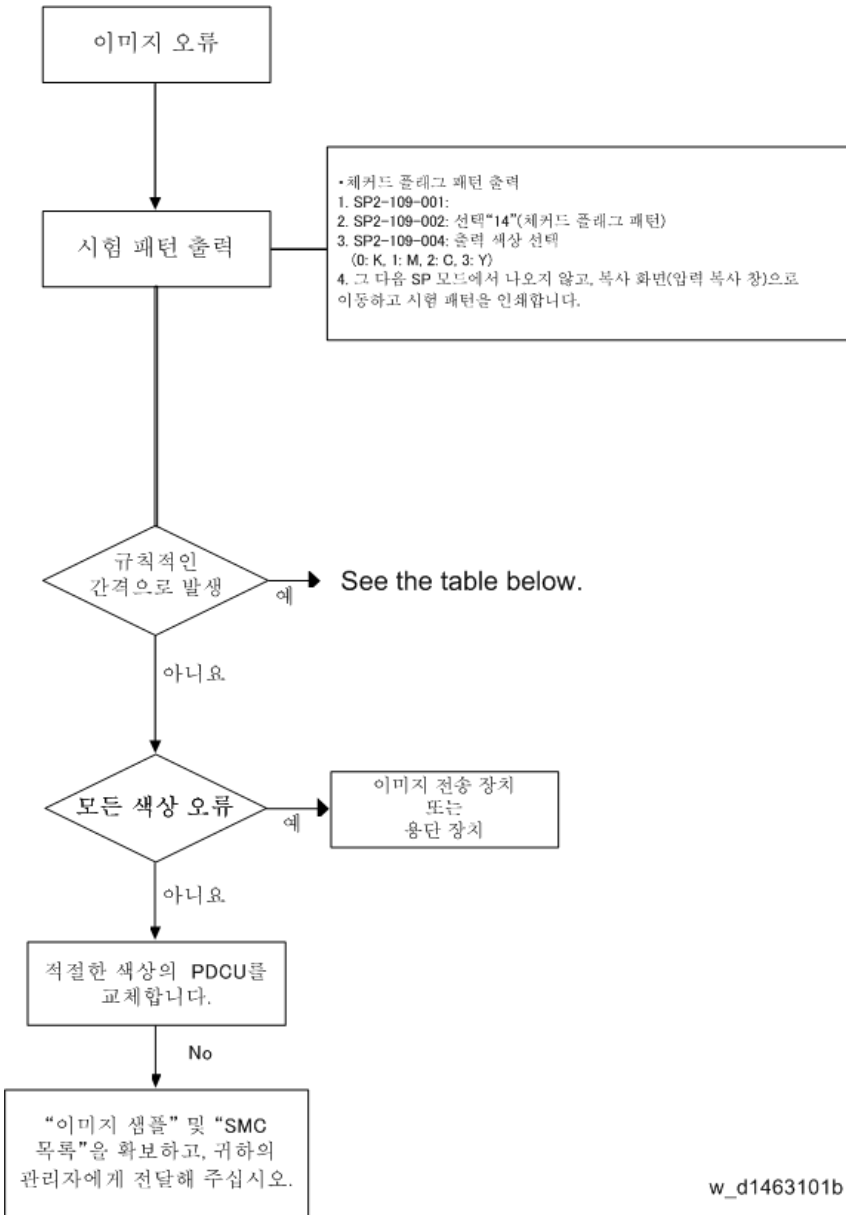 이미지 오류
시험 패턴 출력
•체커드 플래그 패턴 출력
1. SP2-109-001:
2. SP2-109-002: 선택“14”(체커드 플래그 패턴)
3. SP2-109-004: 출력 색상 선택
(0: K, 1: M, 2: C, 3: Y)
4. 그 다음 SP 모드에서 나오지 않고, 복사 화면(압력 복사 창)으로
이동하고 시험 패턴을 인쇄합니다.
규칙적인
간격으로 발생
예
See the table below.
아니요
모든 색상 오류
예
이미지 전송 장치
또는
용단 장치
아니요
적절한 색상의 PDCU를
교체합니다.
No
“이미지 샘플” 및 “SMC
목록”을 확보하고, 귀하의
관리자에게 전달해 주십시오.
w_d1463101b